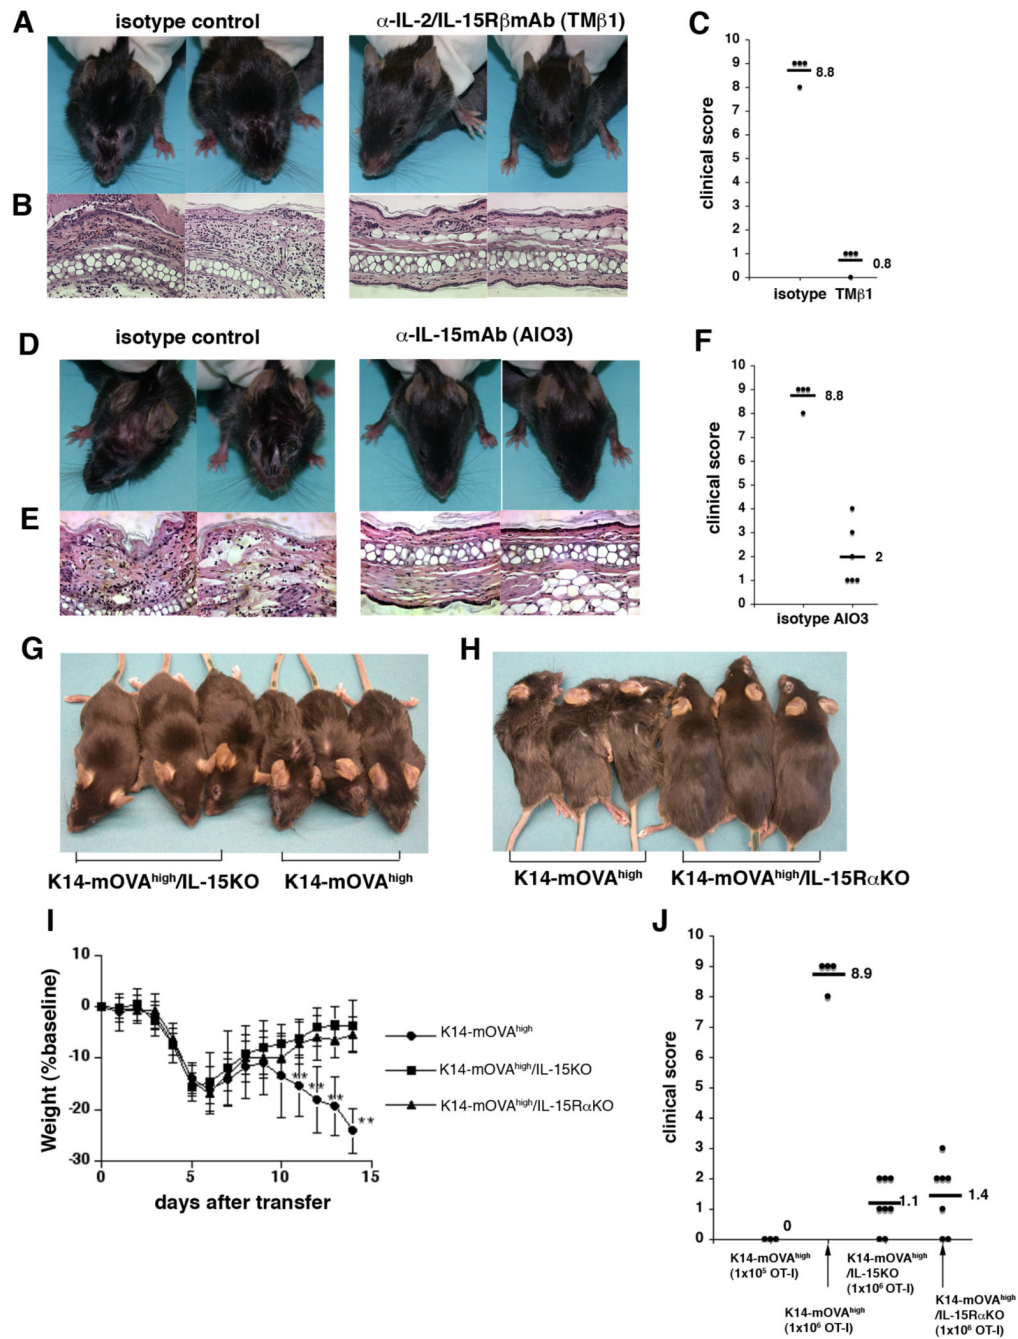 A
isotype control
α-IL-2/IL-15RβmAb (TMβ1)
B
C
clinical score
10
9
8
7
6
5
4
3
2
1
0
8.8
0.8
isotype TMβ1
D
isotype control
α-IL-15mAb (AIO3)
E
F
clinical score
10
9
8
7
6
5
4
3
2
1
0
8.8
2
isotype AIO3
G
K14-mOVAhigh/IL-15KO
K14-mOVAhigh
H
K14-mOVAhigh
K14-mOVAhigh/IL-15RαKO
I
Weight (%baseline)
10
0
-10
-20
-30
0
5
10
15
days after transfer
**
**
**
**
K14-mOVAhigh
K14-mOVAhigh/IL-15KO
K14-mOVAhigh/IL-15RαKO
J
clinical score
10
9
8
7
6
5
4
3
2
1
0
0
8.9
1.1
1.4
K14-mOVAhigh
(1x10⁵ OT-I)
K14-mOVAhigh
(1x10⁶ OT-I)
K14-mOVAhigh
/IL-15KO
(1x10⁶ OT-I)
K14-mOVAhigh
/IL-15RαKO
(1x10⁶ OT-I)